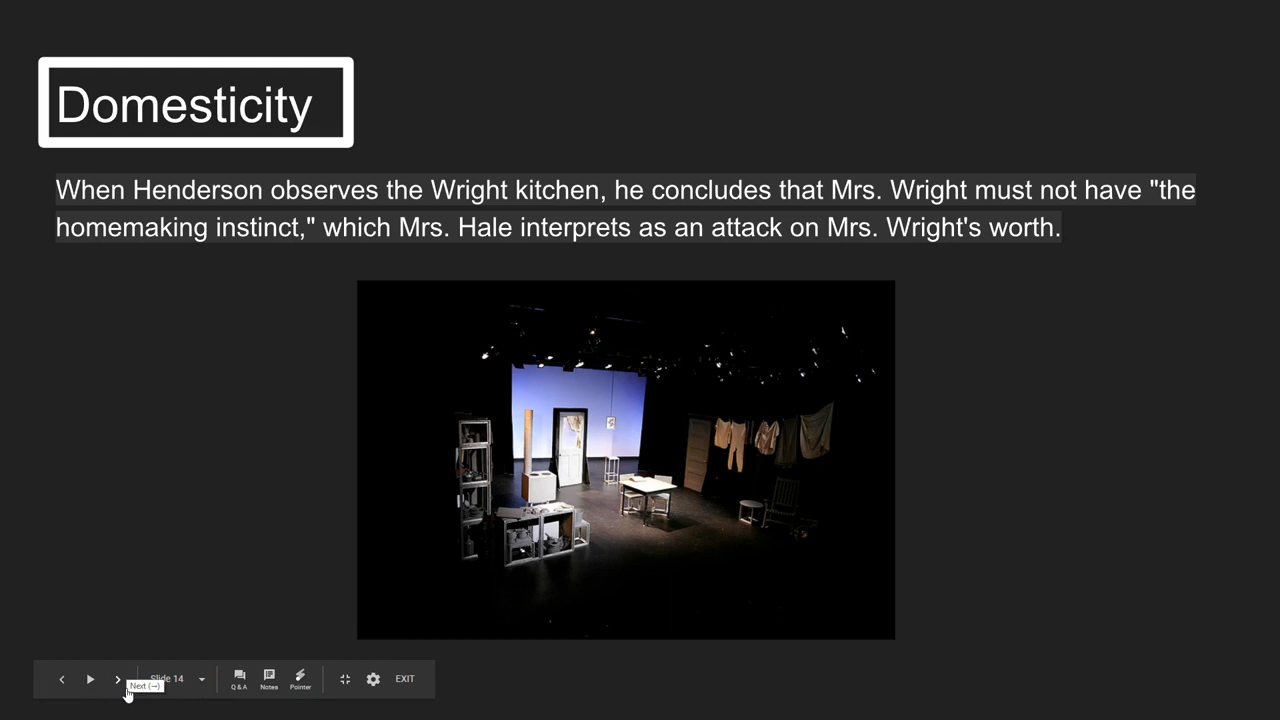 Domesticity
When Henderson observes the Wright kitchen, he concludes that Mrs. Wright must not have "the
homemaking instinct," which Mrs. Hale interprets as an attack on Mrs. Wright's worth.
Next (→)
Slide 14
Q & A Notes Pointer EXIT